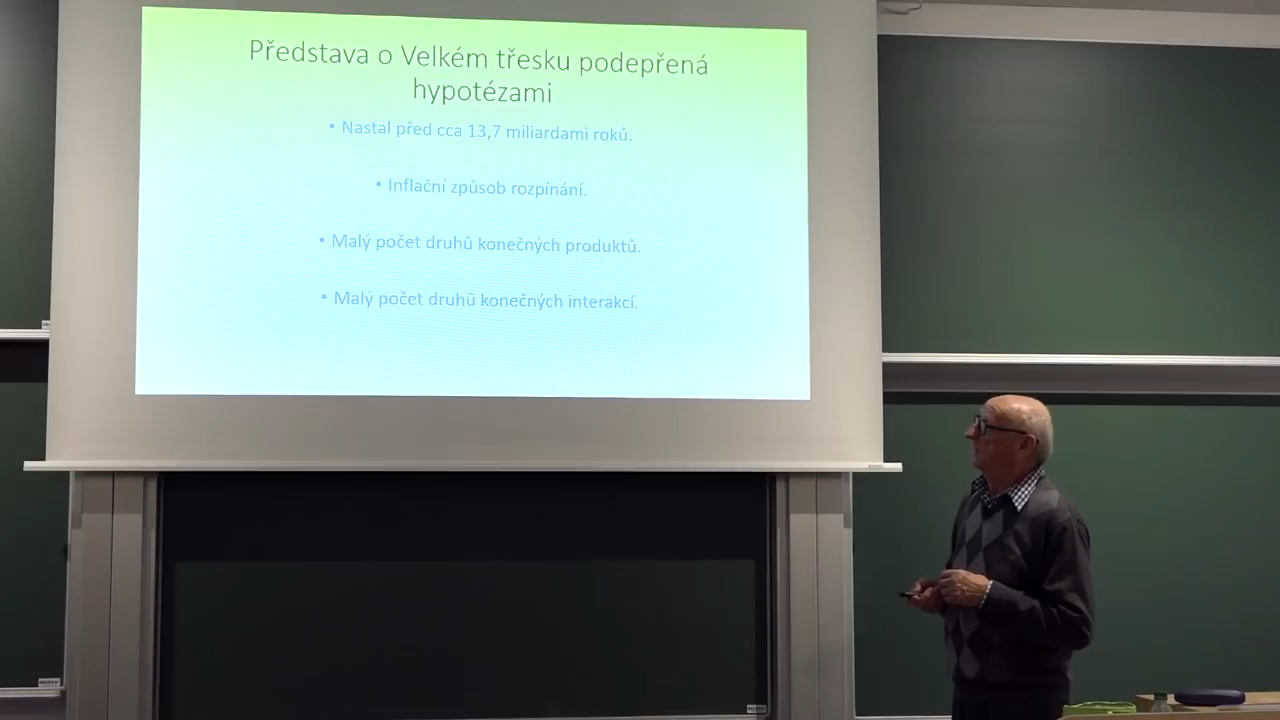 Představa o Velkém třesku podepřená
hypotézami
• Nastal před cca 13,7 miliardami roků.
• Inflační způsob rozpínání.
• Malý počet druhů konečných produktů.
• Malý počet druhů konečných interakcí.